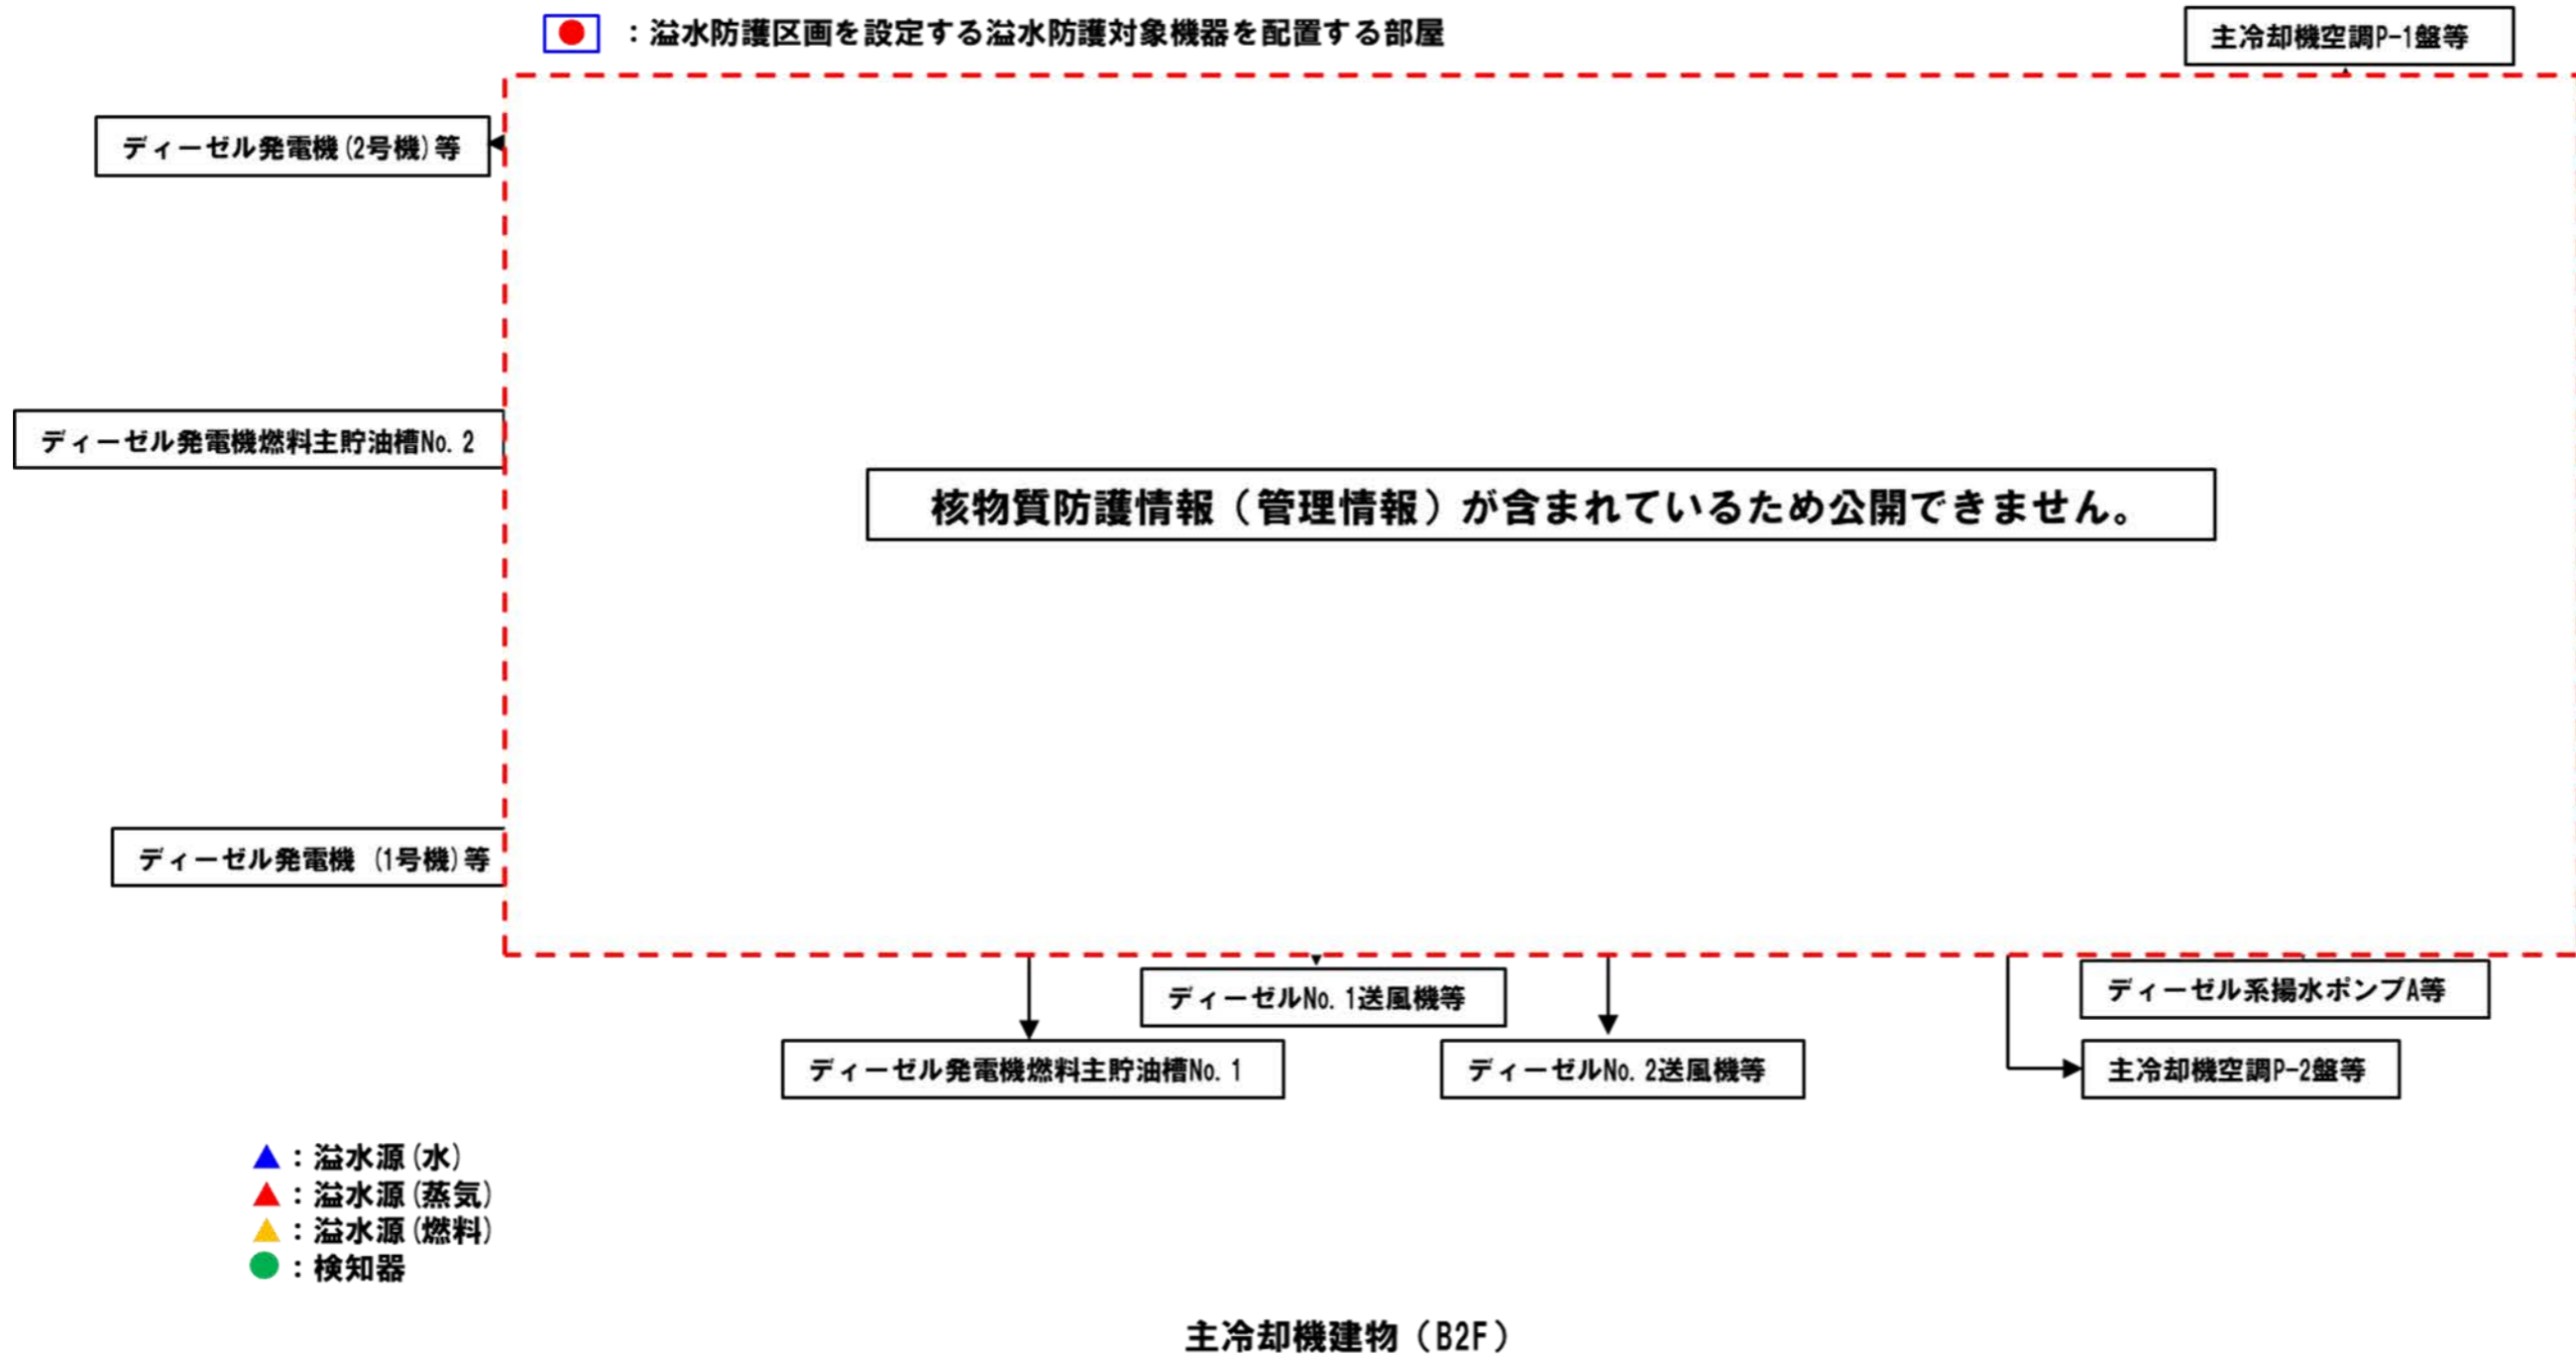 ：溢水防護区画を設定する溢水防護対象機器を配置する部屋
主冷却機空調P-1盤等
ディーゼル発電機(2号機)等
ディーゼル発電機燃料主貯油槽No. 2
核物質防護情報（管理情報）が含まれているため公開できません。
ディーゼル発電機 (1号機)等
ディーゼルNo. 1送風機等
ディーゼル系揚水ポンプA等
ディーゼル発電機燃料主貯油槽No. 1
ディーゼルNo. 2送風機等
主冷却機空調P-2盤等
：溢水源(水)
：溢水源(蒸気)
：溢水源(燃料)
：検知器
主冷却機建物（B2F）